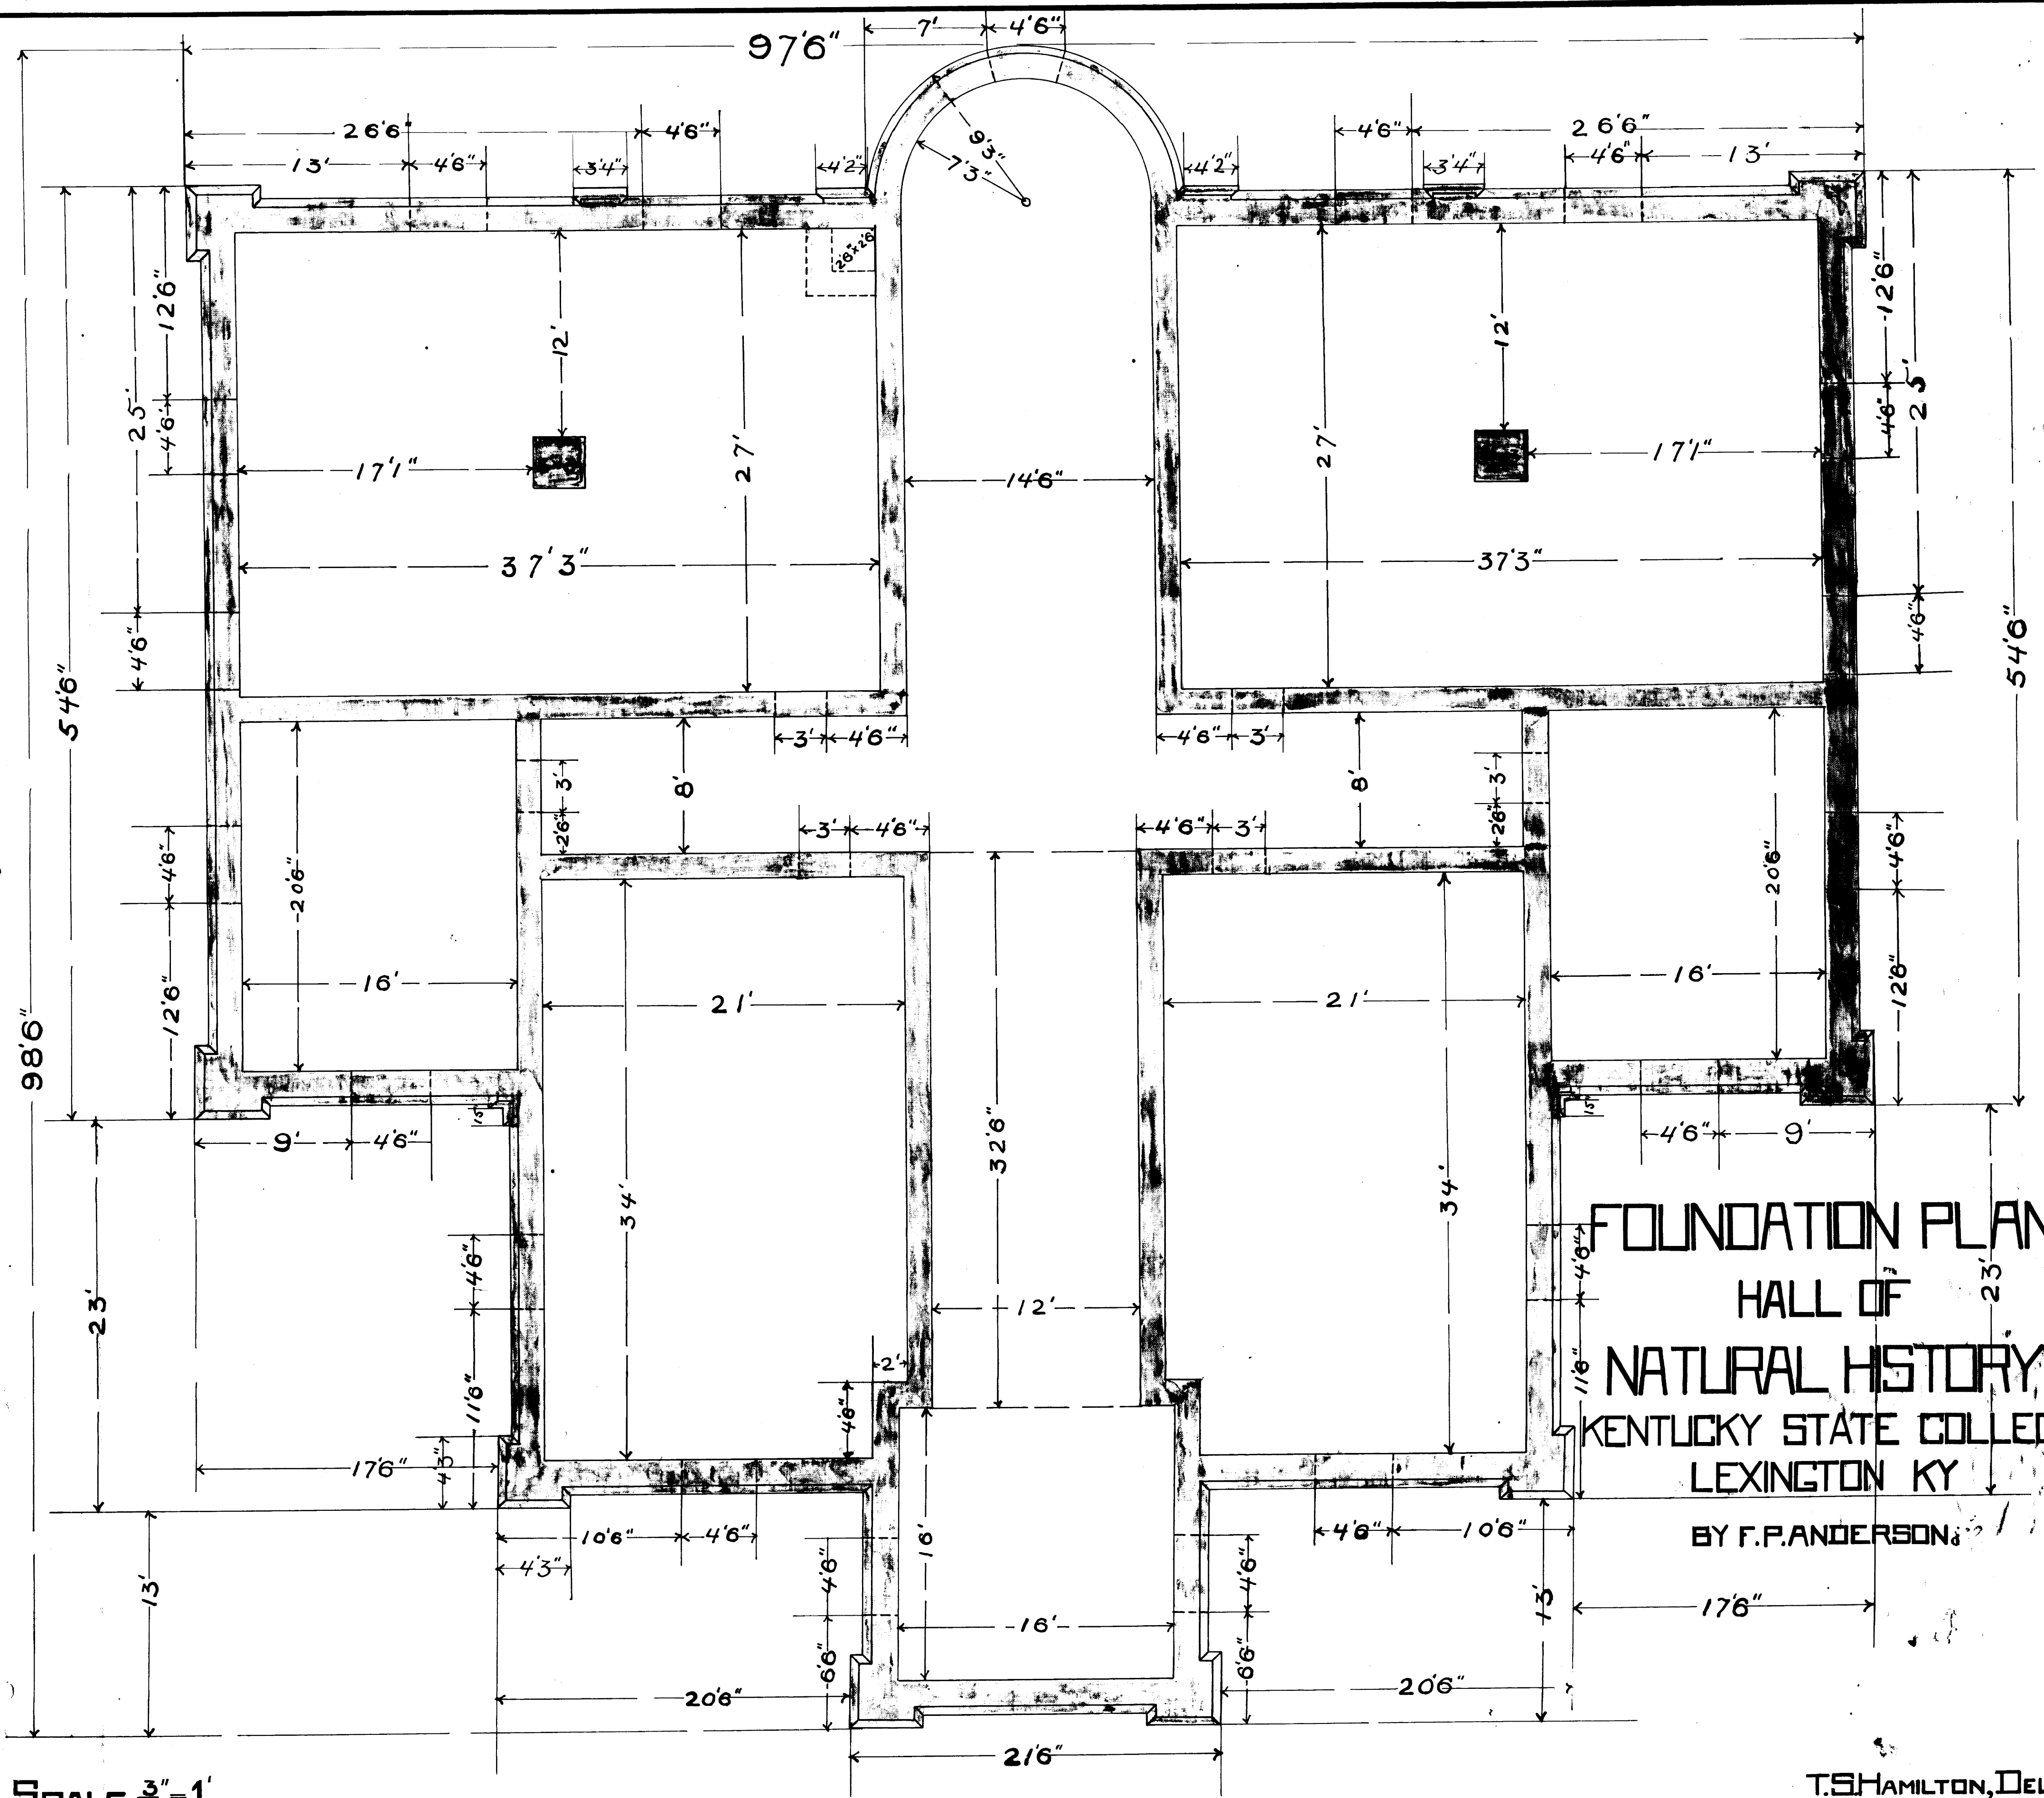 97'6"
7' 4'6"
26'6" 4'6"
13' 4'6" 3'4" 4'2"
9'3"
7'3"
4'2" 4'6" 26'6"
3'4" 4'6" 13'
2'6"×2'6"
12'6" 12' 12' 12'6"
25' 4'6" 17'1" 27' 14'6" 27' 17'1" 4'6" 25'
37'3" 37'3"
4'6" 4'6"
54'6" 54'6"
3' 4'6" 4'6" 3'
3' 8' 8' 3'
2'6" 3' 4'6" 4'6" 3' 2'6"
4'6" 20'6" 20'6" 4'6"
12'6" 16' 21' 21' 16' 12'6"
98'6"
15" 15"
9' 4'6" 4'6" 9'
32'6"
34' 34'
FOUNDATION PLAN
4'6" 4'6"
23' 12' 23'
HALL OF
NATURAL HISTORY,
2'
11'6" 4'6" 11'6"
KENTUCKY STATE
17'6" 4'3"
LEXINGTON KY
10'6" 4'6" 4'6" 10'6"
4'3"
BY F.P. ANDERSON.
16'
4'6" 4'6"
13' 16' 13' 17'6"
6'6" 6'6"
20'6" 20'6"
21'6"
T.S. HAMILTON,